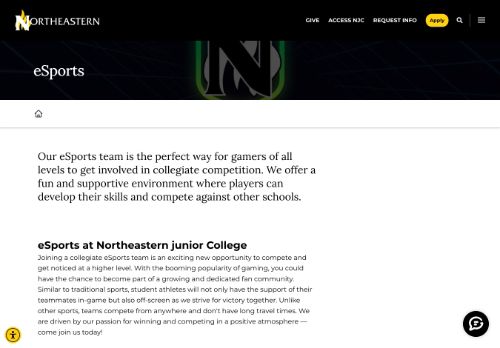 NORTHEASTERN
GIVE ACCESS NJC REQUEST INFO Apply
eSports
Our eSports team is the perfect way for gamers of all
levels to get involved in collegiate competition. We offer a
fun and supportive environment where players can
develop their skills and compete against other schools.
eSports at Northeastern junior College
Joining a collegiate eSports team is an exciting new opportunity to compete and
get noticed at a higher level. With the booming popularity of gaming, you could
have the chance to become part of a growing and dedicated fan community.
Similar to traditional sports, student athletes will not only have the support of their
teammates in-game but also off-screen as we strive for victory together. Unlike
other sports, teams compete from anywhere and don't have long travel times. We
are driven by our passion for winning and competing in a positive atmosphere —
come join us today!